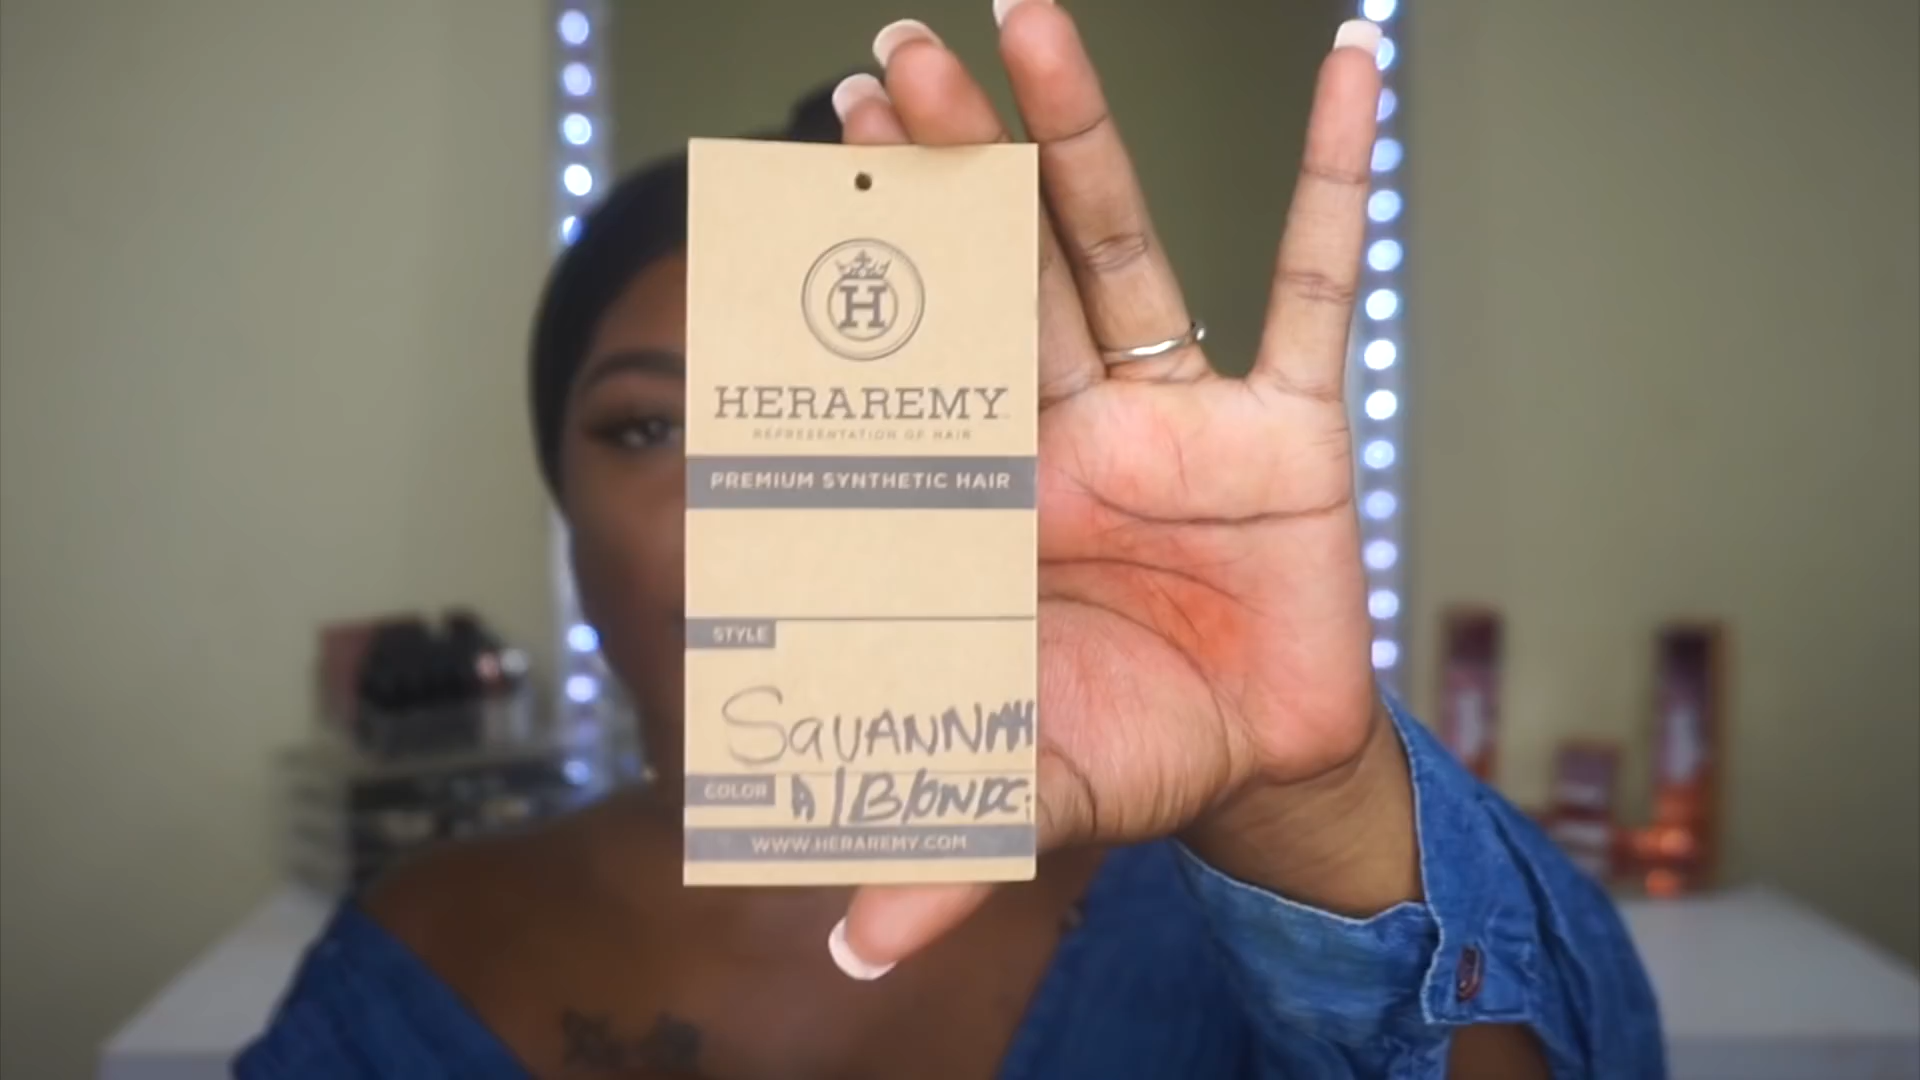 H
HERAREMY
REPRESENTATION OF HAIR
PREMIUM SYNTHETIC HAIR
STYLE
SaVANNAH
COLOR
WWW.HERAREMY.COM